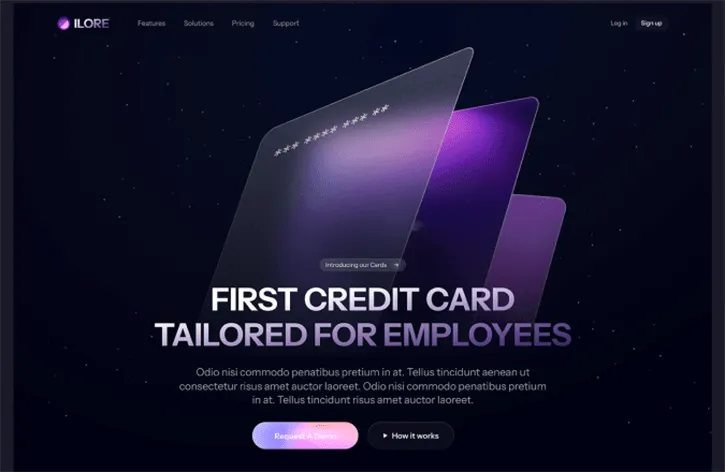 ILORE
Features Solutions Pricing Support
Log in Sign up
*** **** *** **
Introducing our Cards →
FIRST CREDIT CARD
TAILORED FOR EMPLOYEES
Odio nisi commodo penatibus pretium in at. Tellus tincidunt aenean ut
consectetur risus amet auctor laoreet. Odio nisi commodo penatibus pretium
in at. Tellus tincidunt risus amet auctor laoreet.
Request A Demo
How it works